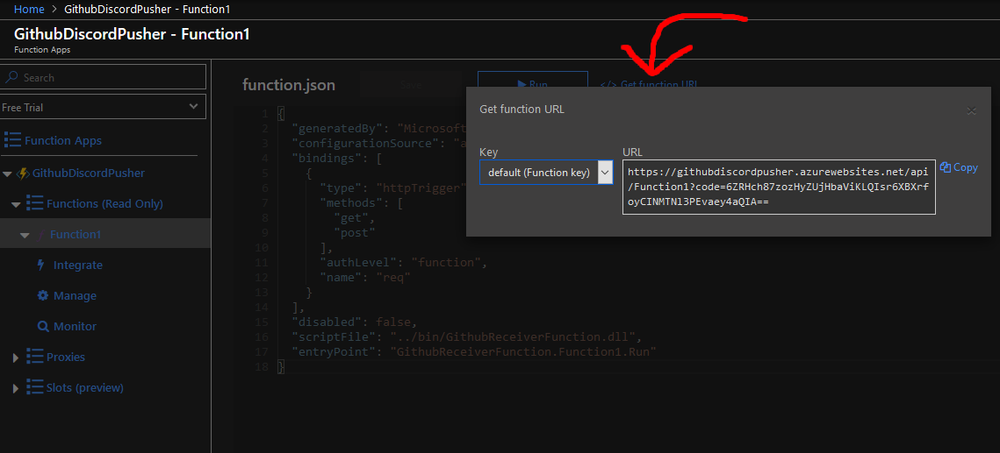 Home > GithubDiscordPusher - Function1
GithubDiscordPusher - Function1
Function Apps
Search
Free Trial
Function Apps
GithubDiscordPusher
Functions (Read Only)
Function1
Integrate
Manage
Monitor
Proxies
Slots (preview)
function.json
Run
</> Get function URL
Get function URL
Key
default (Function key)
URL
https://githubdiscordpusher.azurewebsites.net/api
/Function1?code=6ZRHch87zozHyZUjHbaViKLQIsr6XBXrf
oyCINMTNl3PEvaey4aQIA==
Copy
1 {
2 "generatedBy": "Microsoft
3 "configurationSource": "a
4 "bindings": [
5 {
6 "type": "httpTrigger"
7 "methods": [
8 "get",
9 "post"
10 ],
11 "authLevel": "function",
12 "name": "req"
13 }
14 ],
15 "disabled": false,
16 "scriptFile": "../bin/GithubReceiverFunction.dll",
17 "entryPoint": "GithubReceiverFunction.Function1.Run"
18 }